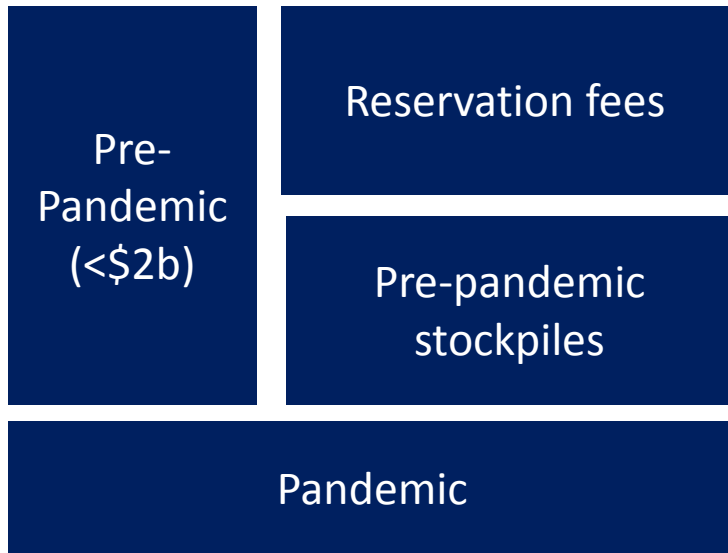 Pre-
Pandemic
(<$2b)
Reservation fees
Pre-pandemic
stockpiles
Pandemic